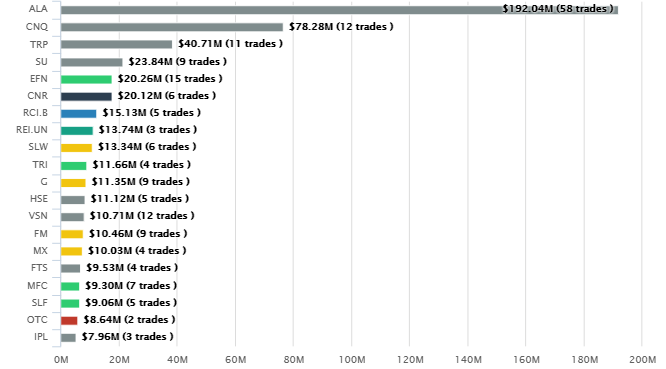 ALA $192.04M (58 trades )
CNQ $78.28M (12 trades )
TRP $40.71M (11 trades )
SU $23.84M (9 trades )
EFN $20.26M (15 trades )
CNR $20.12M (6 trades )
RCI.B $15.13M (5 trades )
REI.UN $13.74M (3 trades )
SLW $13.34M (6 trades )
TRI $11.66M (4 trades )
G $11.35M (9 trades )
HSE $11.12M (5 trades )
VSN $10.71M (12 trades )
FM $10.46M (9 trades )
MX $10.03M (4 trades )
FTS $9.53M (4 trades )
MFC $9.30M (7 trades )
SLF $9.06M (5 trades )
OTC $8.64M (2 trades )
IPL $7.96M (3 trades )
0M 20M 40M 60M 80M 100M 120M 140M 160M 180M 200M